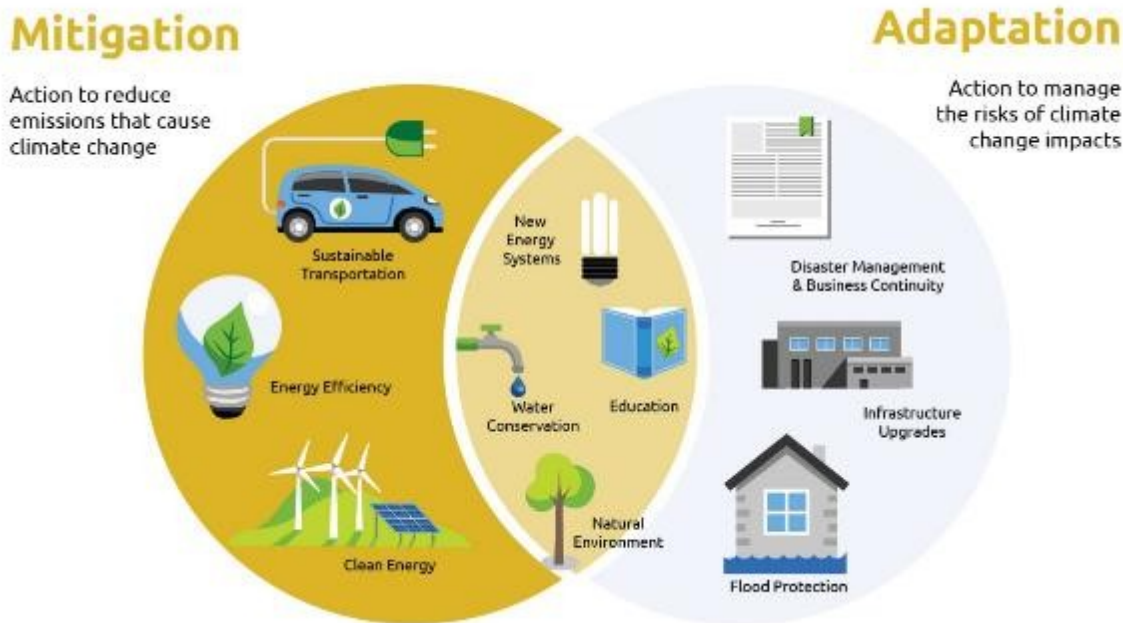 Mitigation
Action to reduce
emissions that cause
climate change
Adaptation
Action to manage
the risks of climate
change impacts
Sustainable
Transportation
Energy Efficiency
Clean Energy
New
Energy
Systems
Water
Conservation
Education
Natural
Environment
Disaster Management
& Business Continuity
Infrastructure
Upgrades
Flood Protection